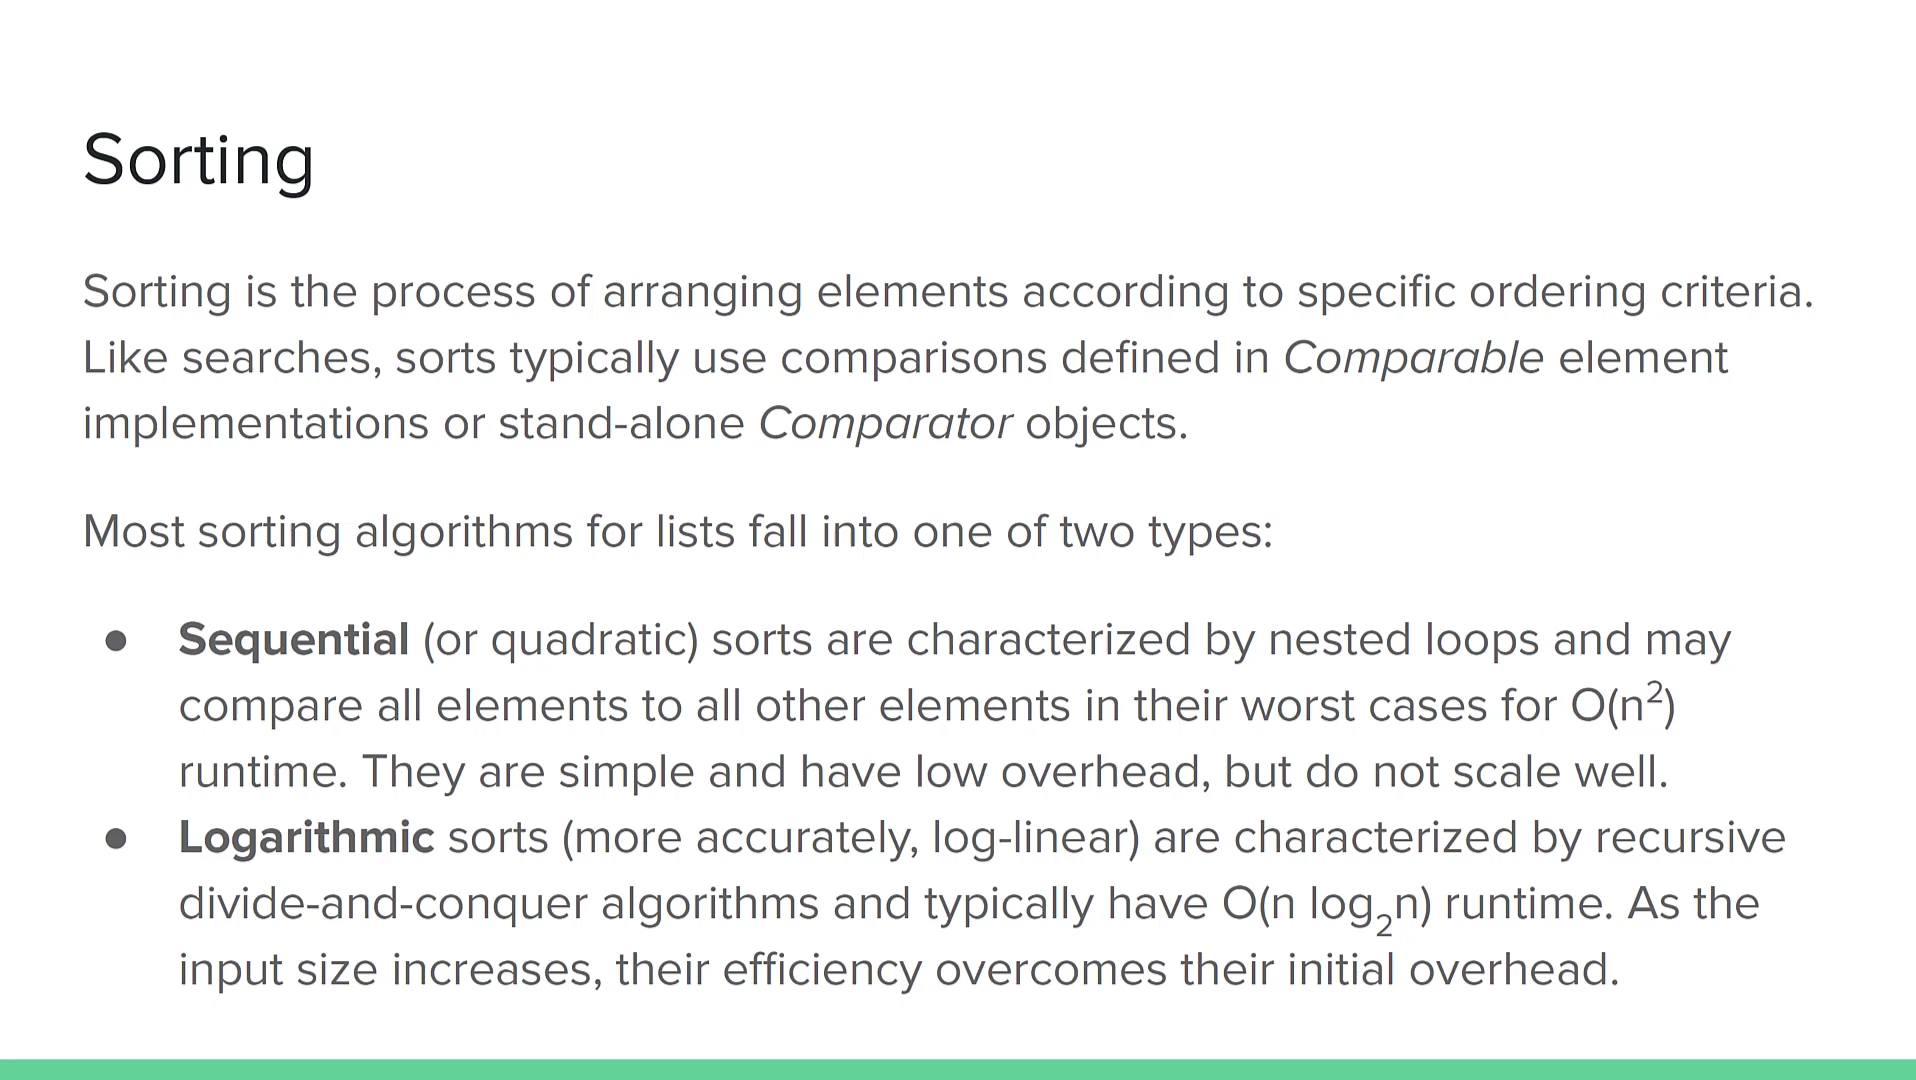 Sorting
Sorting is the process of arranging elements according to specific ordering criteria.
Like searches, sorts typically use comparisons defined in Comparable element
implementations or stand-alone Comparator objects.
Most sorting algorithms for lists fall into one of two types:
● Sequential (or quadratic) sorts are characterized by nested loops and may
compare all elements to all other elements in their worst cases for O(n²)
runtime. They are simple and have low overhead, but do not scale well.
● Logarithmic sorts (more accurately, log-linear) are characterized by recursive
divide-and-conquer algorithms and typically have O(n log₂n) runtime. As the
input size increases, their efficiency overcomes their initial overhead.